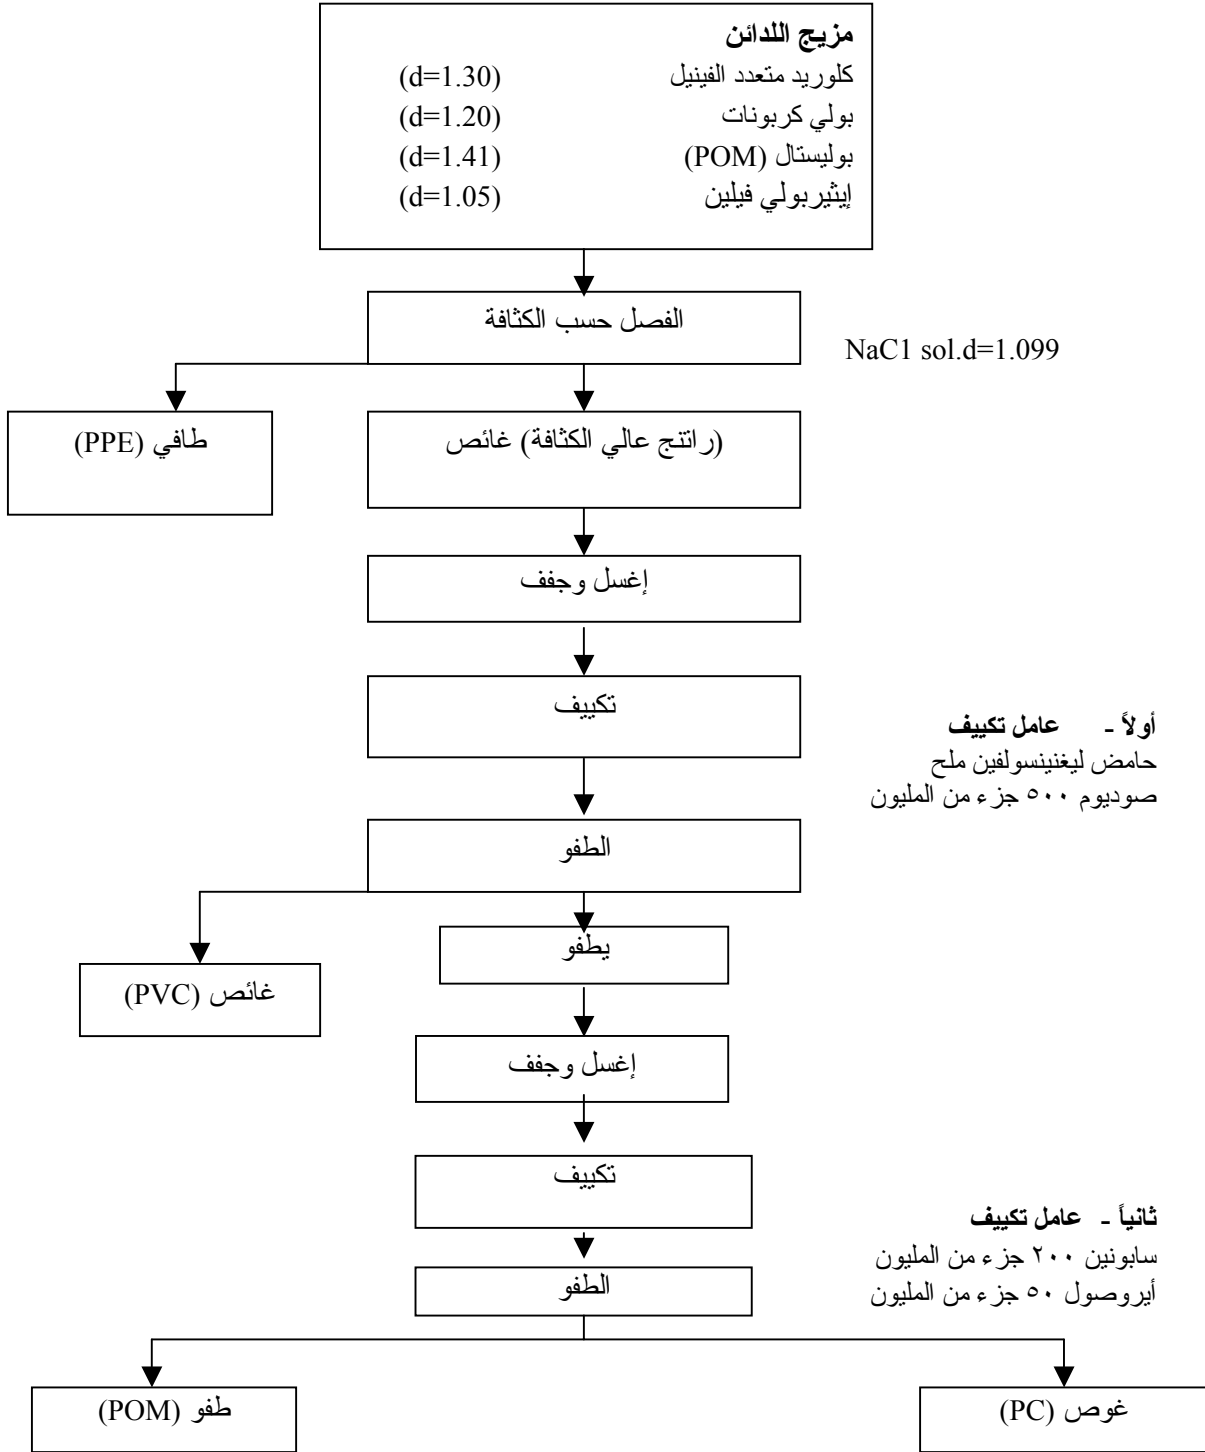 مزيج اللدائن
كلوريد متعدد الفينيل (d=1.30)
بولي كربونات (d=1.20)
بوليستال (POM) (d=1.41)
إيثيربولي فيلين (d=1.05)
الفصل حسب الكثافة
NaC1 sol.d=1.099
طافي (PPE)
(راتنج عالي الكثافة) غائص
إغسل وجفف
تكييف
أولاً - عامل تكييف
حامض ليغنينسولفين ملح
صوديوم ٥٠٠ جزء من المليون
الطفو
يطفو
غائص (PVC)
إغسل وجفف
تكييف
ثانياً - عامل تكييف
سابونين ٢٠٠ جزء من المليون
أيروصول ٥٠ جزء من المليون
الطفو
طفو (POM)
غوص (PC)